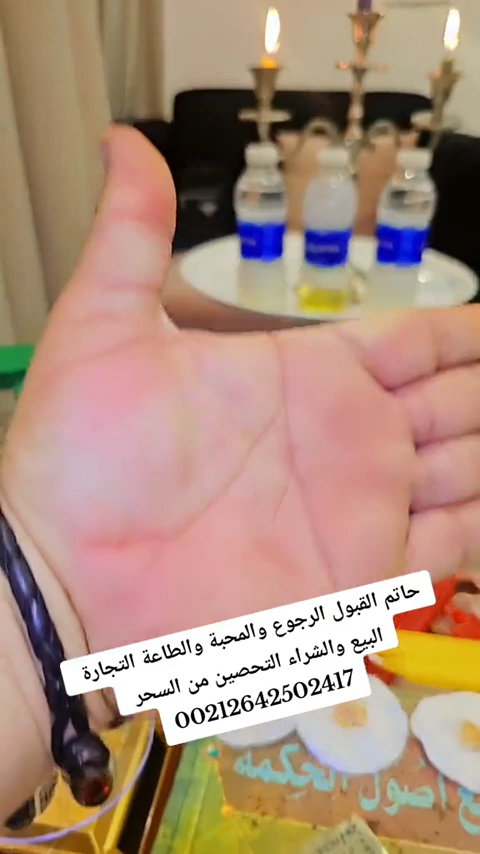 حاتم القبول الرجوع والمحبة والطاعة التجارة
البيع والشراء التحصين من السحر
00212642502417
أصول الحكمه